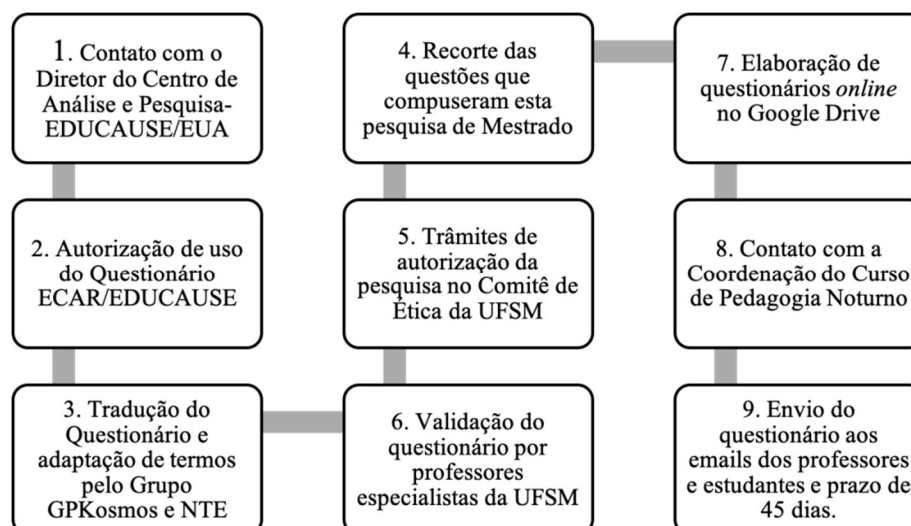 1. Contato com o
Diretor do Centro de
Análise e Pesquisa-
EDUCAUSE/EUA
2. Autorização de uso
do Questionário
ECAR/EDUCAUSE
3. Tradução do
Questionário e
adaptação de termos
pelo Grupo
GPKosmos e NTE
4. Recorte das
questões que
compuseram esta
pesquisa de Mestrado
5. Trâmites de
autorização da
pesquisa no Comitê de
Ética da UFSM
6. Validação do
questionário por
professores
especialistas da UFSM
7. Elaboração de
questionários online
no Google Drive
8. Contato com a
Coordenação do Curso
de Pedagogia Noturno
9. Envio do
questionário aos
emails dos professores
e estudantes e prazo de
45 dias.